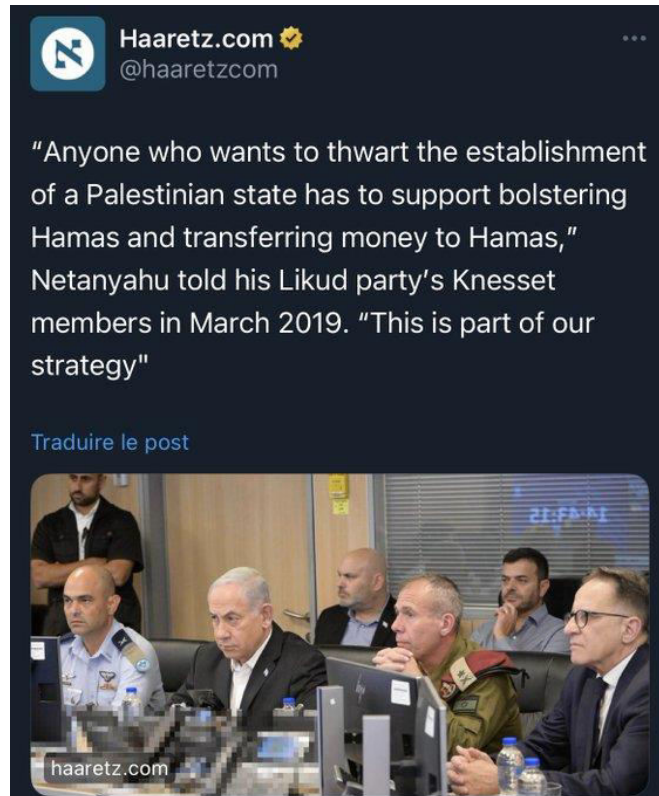 Haaretz.com
@haaretzcom
“Anyone who wants to thwart the establishment
of a Palestinian state has to support bolstering
Hamas and transferring money to Hamas,”
Netanyahu told his Likud party’s Knesset
members in March 2019. “This is part of our
strategy"
Traduire le post
haaretz.com